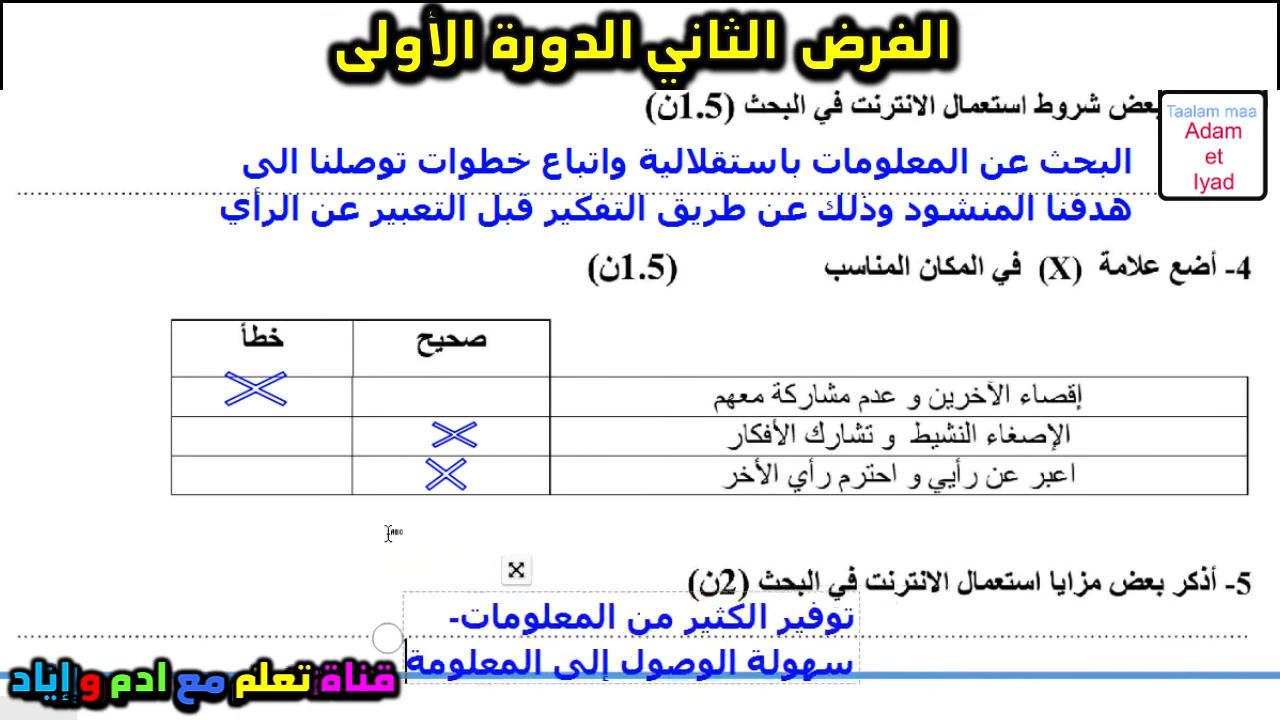 الفرض الثاني الدورة الأولى
بعض شروط استعمال الانترنت في البحث (1.5ن)
Taalam maa
Adam
et
Iyad
البحث عن المعلومات باستقلالية واتباع خطوات توصلنا الى
هدفنا المنشود وذلك عن طريق التفكير قبل التعبير عن الرأي
4- أضع علامة (X) في المكان المناسب (1.5ن)
صحيح خطأ
إقصاء الآخرين و عدم مشاركة معهم
الإصغاء النشيط و تشارك الأفكار
اعبر عن رأيي و احترم رأي الأخر
5- أذكر بعض مزايا استعمال الانترنت في البحث (2ن)
توفير الكثير من المعلومات-
سهولة الوصول إلى المعلومة
قناة تعلم مع ادم و إياد